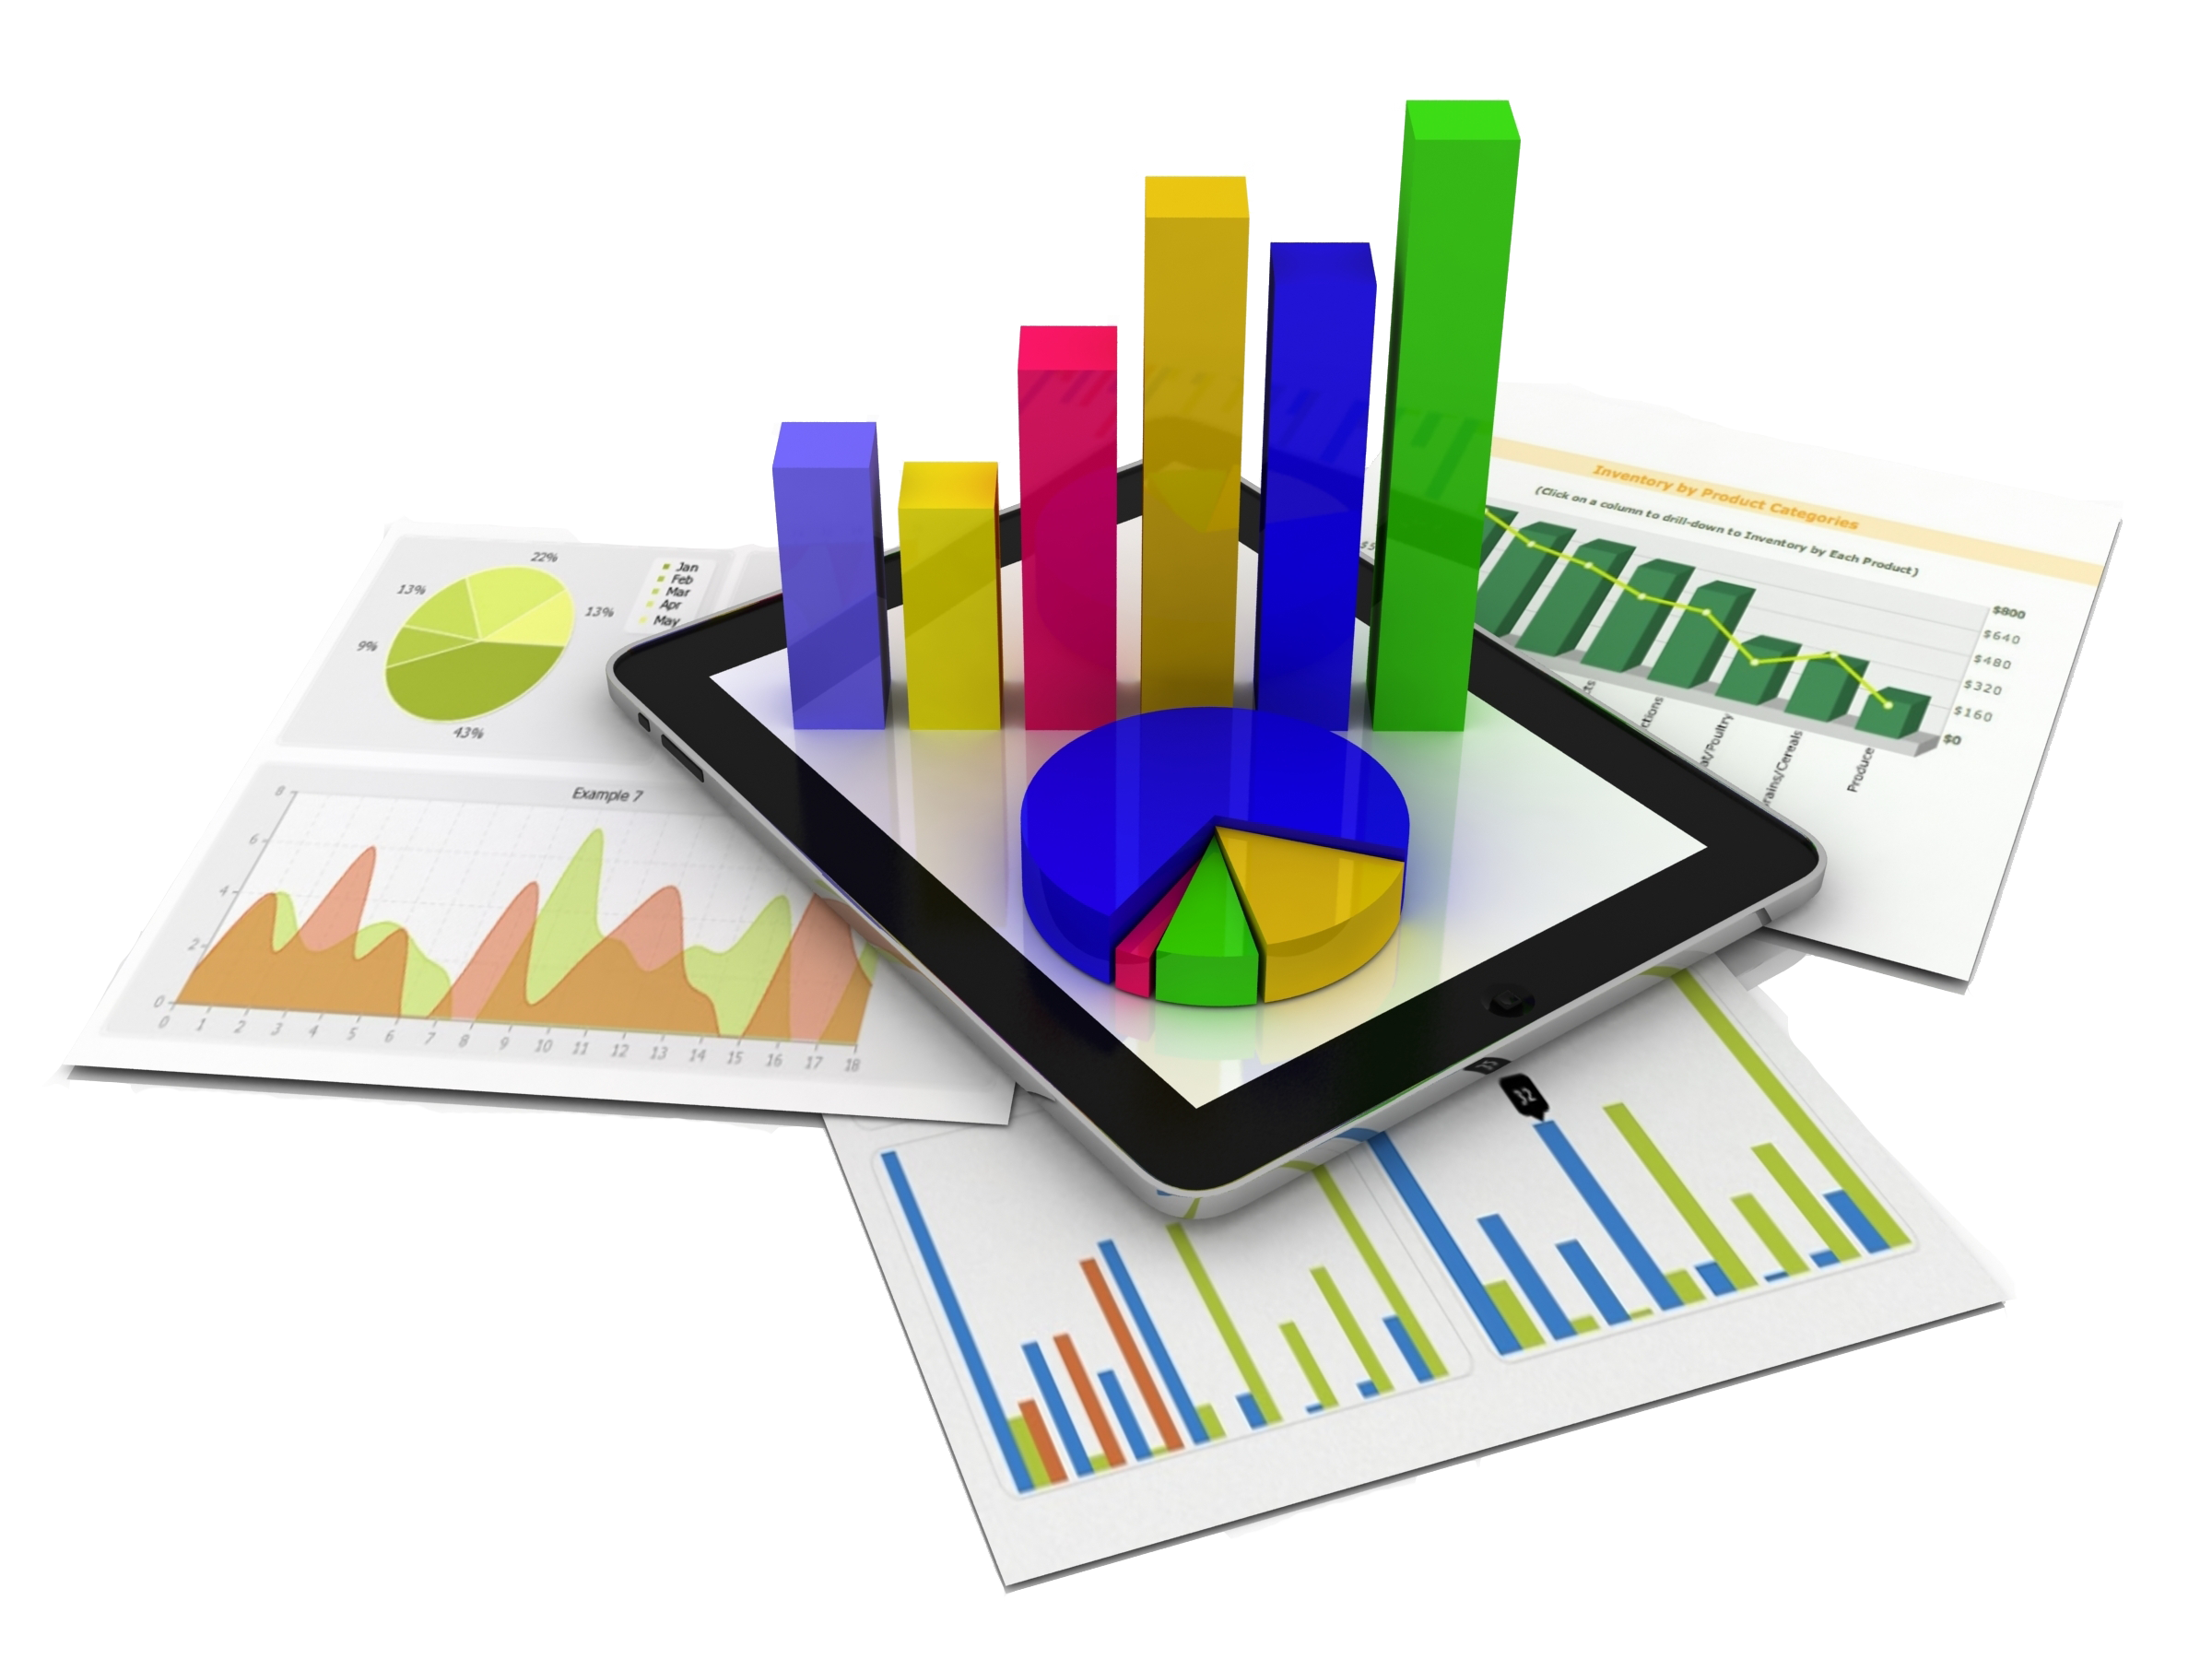 22%
13%
13%
9%
43%
Jan
Feb
Mar
Apr
May
Example 7
8
6
4
2
0
0 1 2 3 4 5 6 7 8 9 10 11 12 13 14 15 16 17 18
Inventory by Product Categories
(Click on a column to drill-down to Inventory by Each Product)
$800
$640
$480
$320
$160
$0
Produce
32